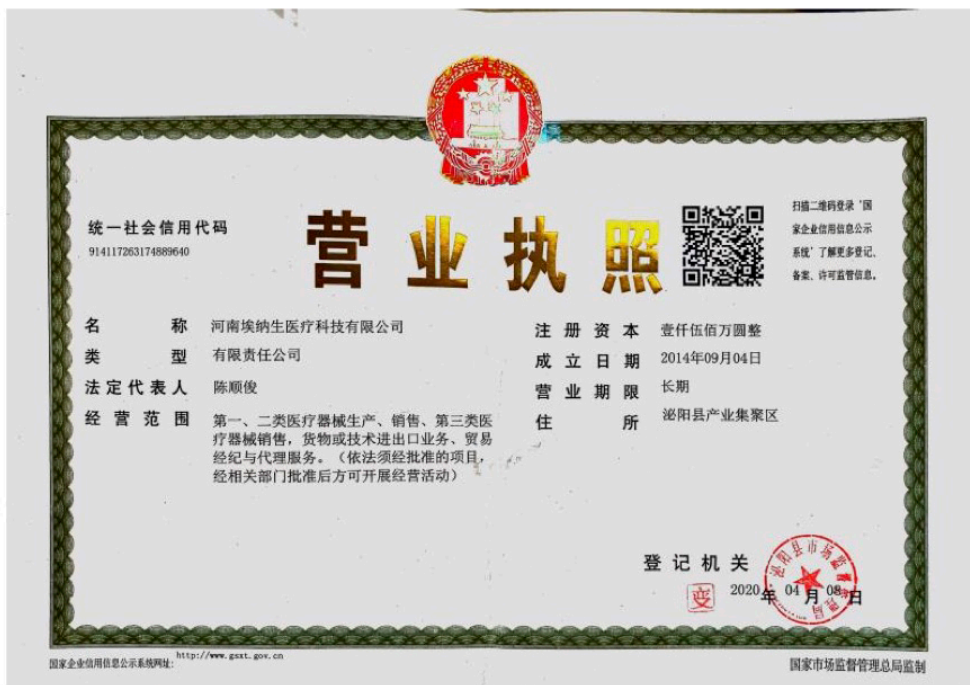 统一社会信用代码
914117263174889640
营业执照
扫描二维码登录‘国
家企业信用信息公示
系统’了解更多登记、
备案、许可监管信息。
名称 河南埃纳生医疗科技有限公司
类型 有限责任公司
法定代表人 陈顺俊
经营范围 第一、二类医疗器械生产、销售、第三类医
疗器械销售，货物或技术进出口业务、贸易
经纪与代理服务。（依法须经批准的项目，
经相关部门批准后方可开展经营活动）
注册资本 壹仟伍佰万圆整
成立日期 2014年09月04日
营业期限 长期
住所 泌阳县产业集聚区
登记机关
泌阳县市场监督管理局
变
2020年04月08日
国家企业信用信息公示系统网址: http://www.gsxt.gov.cn
国家市场监督管理总局监制